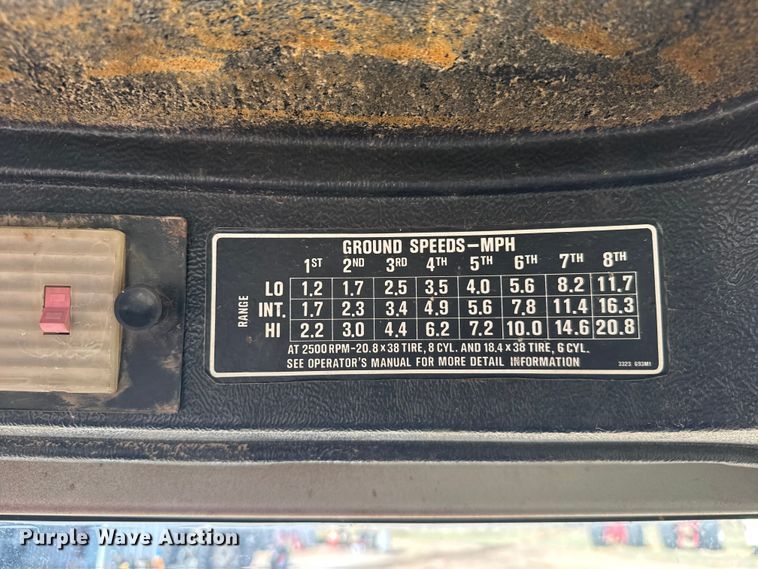 GROUND SPEEDS-MPH
1ST 2ND 3RD 4TH 5TH 6TH 7TH 8TH
RANGE
LO 1.2 1.7 2.5 3.5 4.0 5.6 8.2 11.7
INT. 1.7 2.3 3.4 4.9 5.6 7.8 11.4 16.3
HI 2.2 3.0 4.4 6.2 7.2 10.0 14.6 20.8
AT 2500 RPM-20.8 x 38 TIRE, 8 CYL. AND 18.4 x 38 TIRE, 6 CYL.
SEE OPERATOR'S MANUAL FOR MORE DETAIL INFORMATION
3323 693M1
Purple Wave Auction